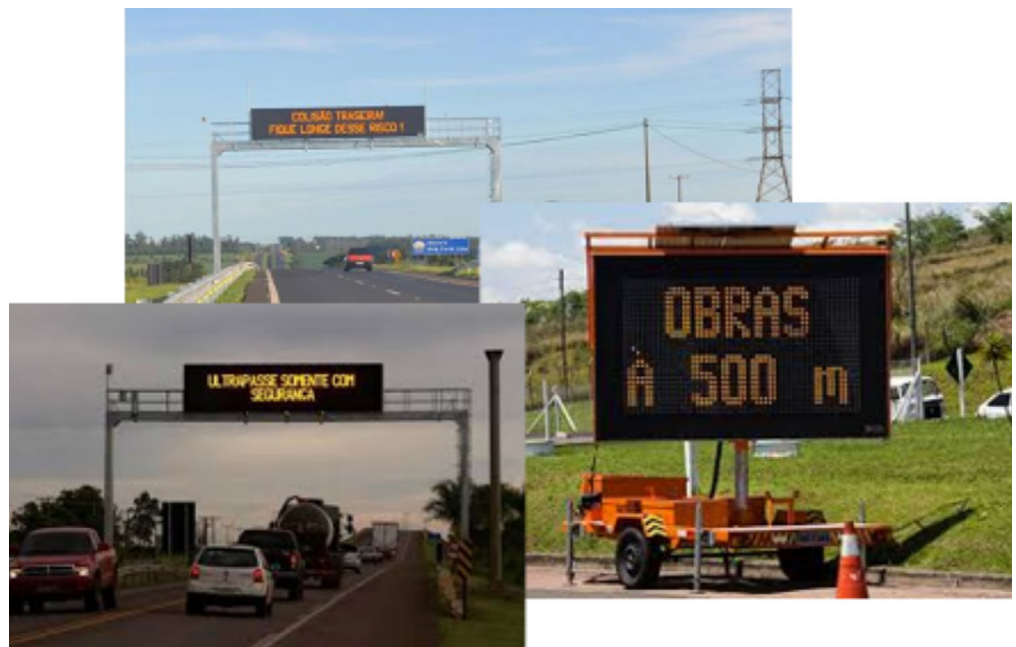 COLISÃO TRASEIRA!
FIQUE LONGE DESSE RISCO !
OBRAS
À 500 m
ULTRAPASSE SOMENTE COM
SEGURANÇA